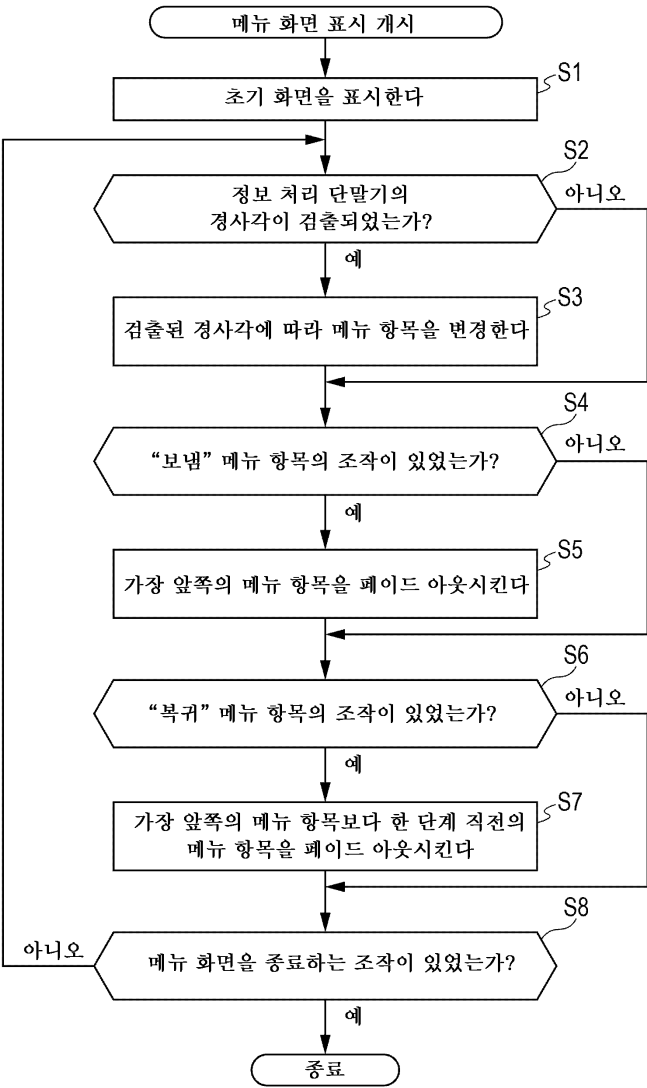 메뉴 화면 표시 개시
S1
초기 화면을 표시한다
S2
정보 처리 단말기의
경사각이 검출되었는가?
아니오
예
S3
검출된 경사각에 따라 메뉴 항목을 변경한다
S4
“보냄” 메뉴 항목의 조작이 있었는가?
아니오
예
S5
가장 앞쪽의 메뉴 항목을 페이드 아웃시킨다
S6
“복귀” 메뉴 항목의 조작이 있었는가?
아니오
예
S7
가장 앞쪽의 메뉴 항목보다 한 단계 직전의
메뉴 항목을 페이드 아웃시킨다
S8
메뉴 화면을 종료하는 조작이 있었는가?
아니오
예
종료